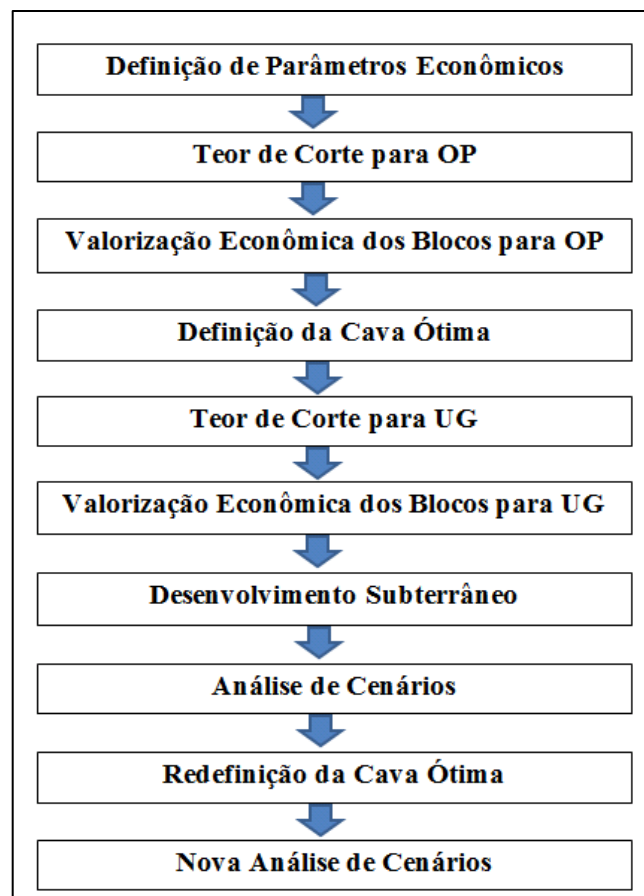 Definição de Parâmetros Econômicos
Teor de Corte para OP
Valorização Econômica dos Blocos para OP
Definição da Cava Ótima
Teor de Corte para UG
Valorização Econômica dos Blocos para UG
Desenvolvimento Subterrâneo
Análise de Cenários
Redefinição da Cava Ótima
Nova Análise de Cenários